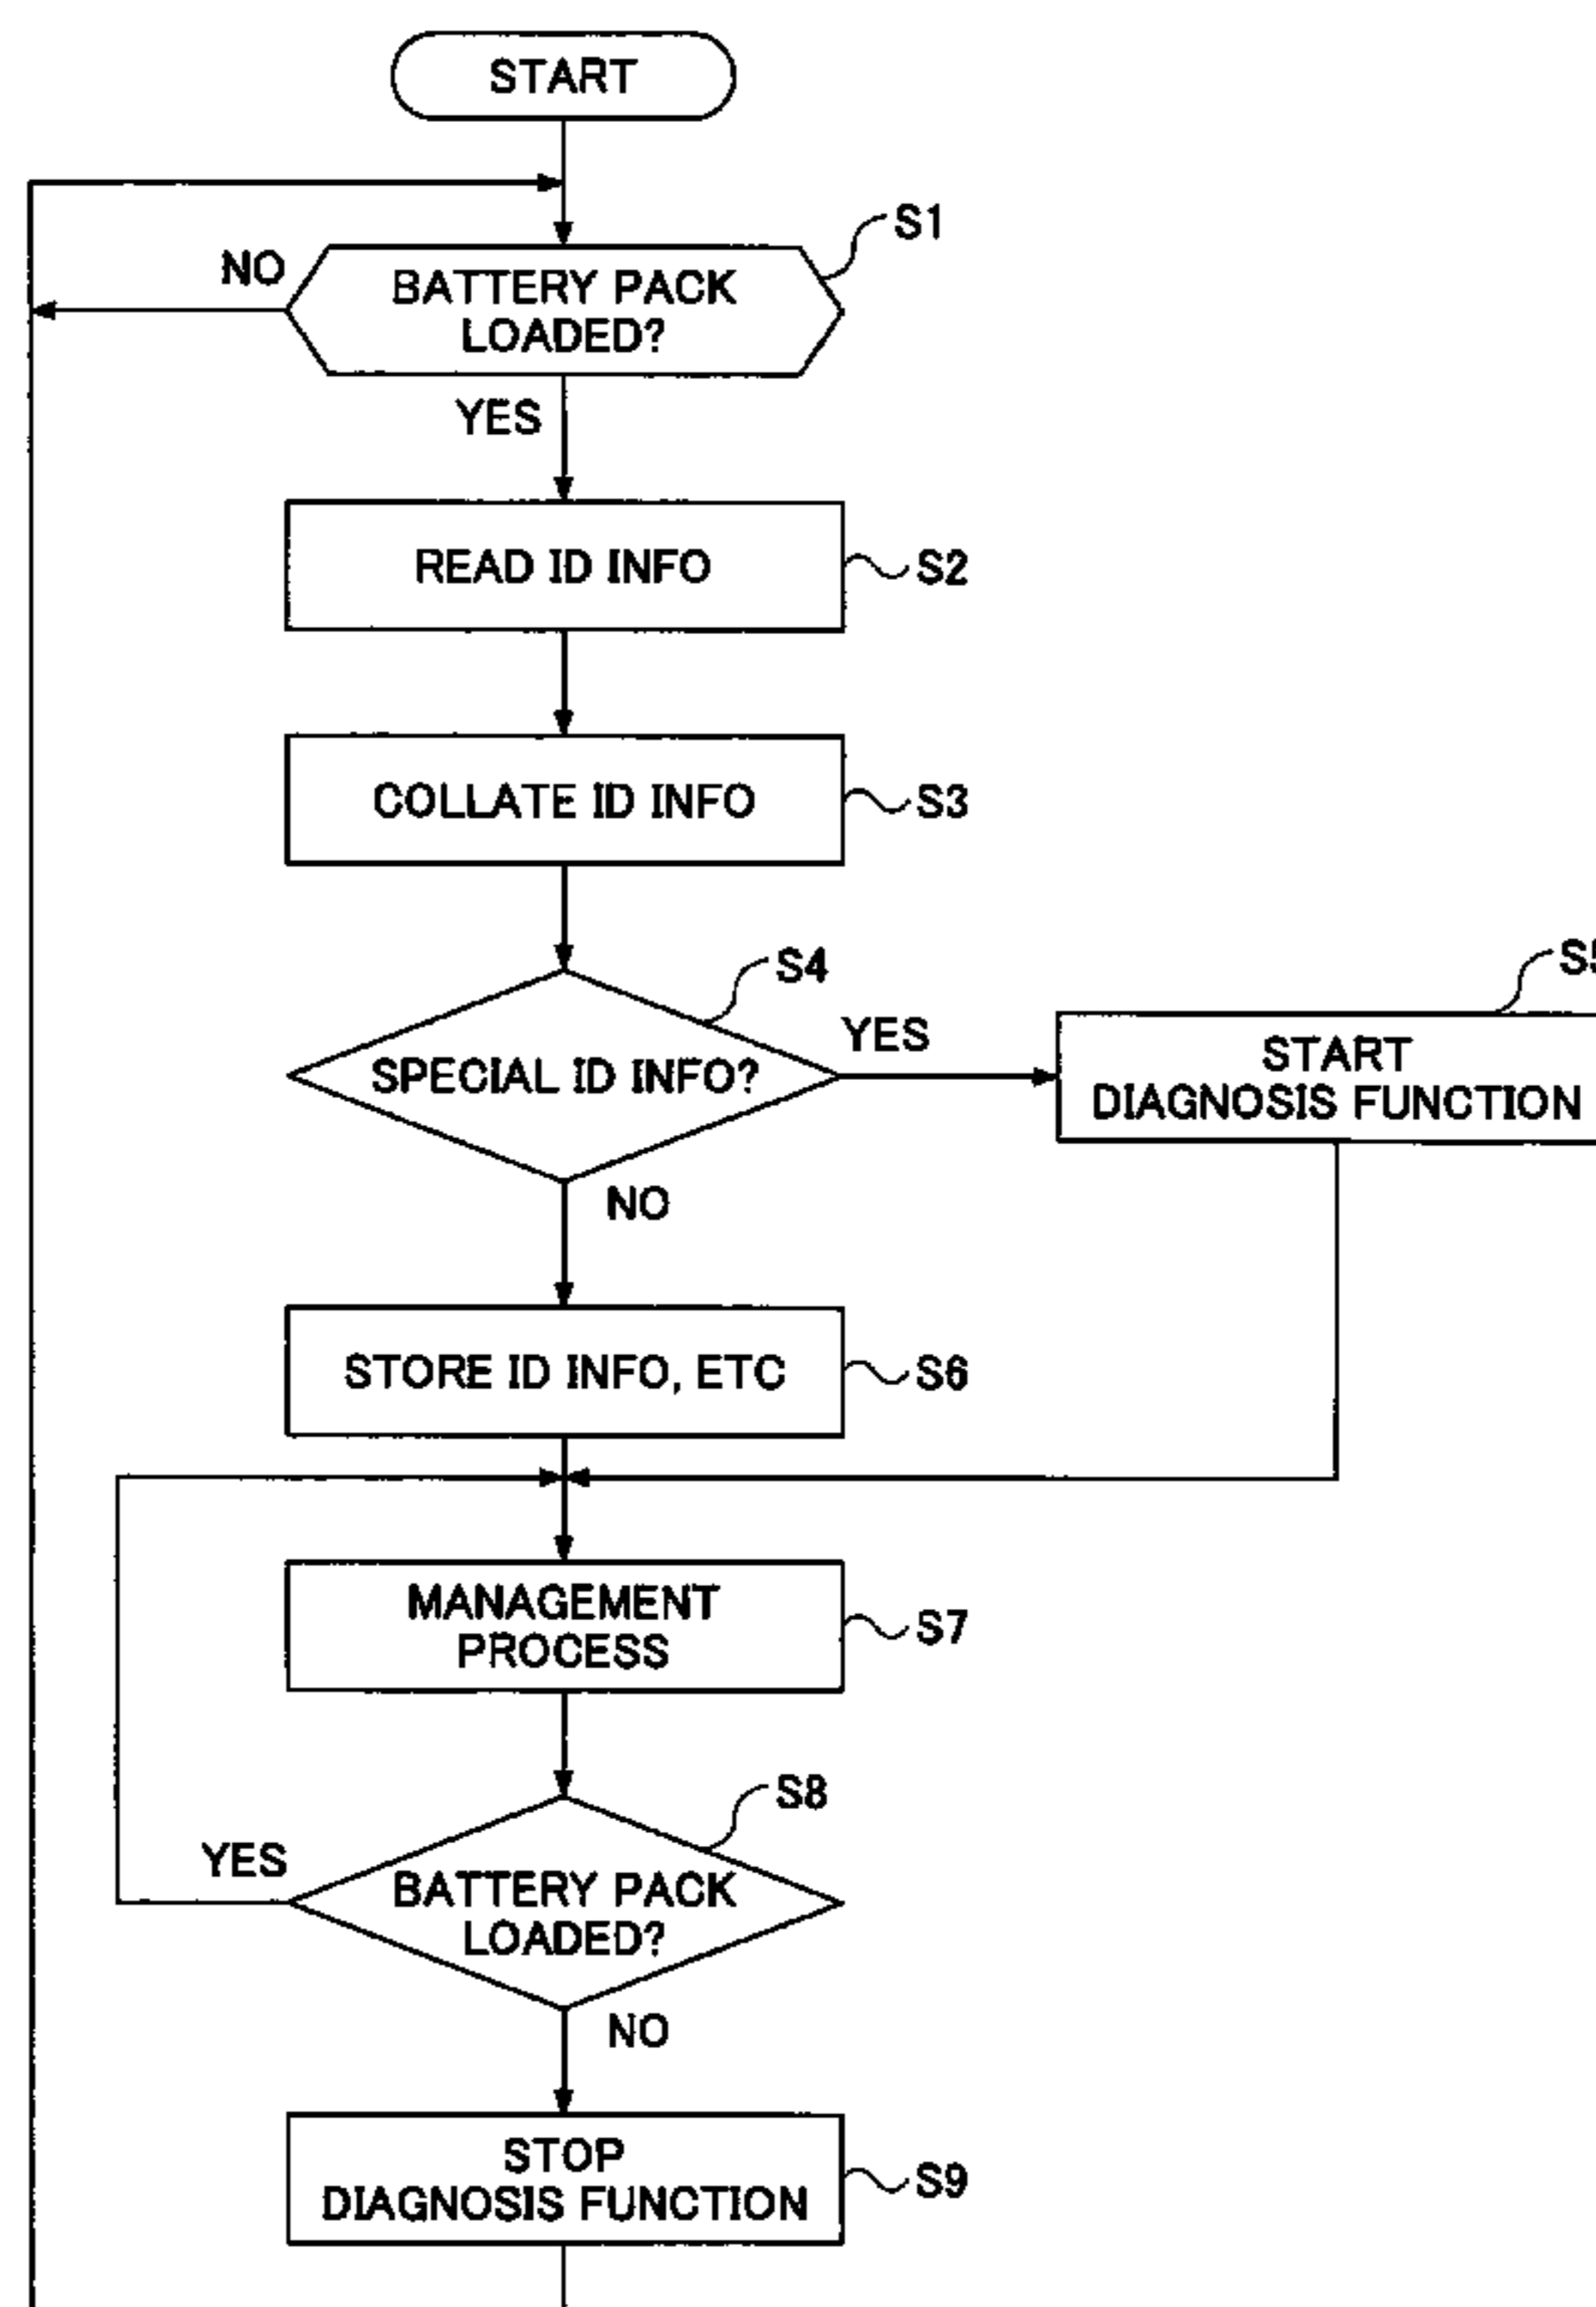 START
S1
NO
BATTERY PACK
LOADED?
YES
READ ID INFO
S2
COLLATE ID INFO
S3
S4
SPECIAL ID INFO?
YES
START
DIAGNOSIS FUNCTION
NO
STORE ID INFO, ETC
S6
MANAGEMENT
PROCESS
S7
S8
YES
BATTERY PACK
LOADED?
NO
STOP
DIAGNOSIS FUNCTION
S9